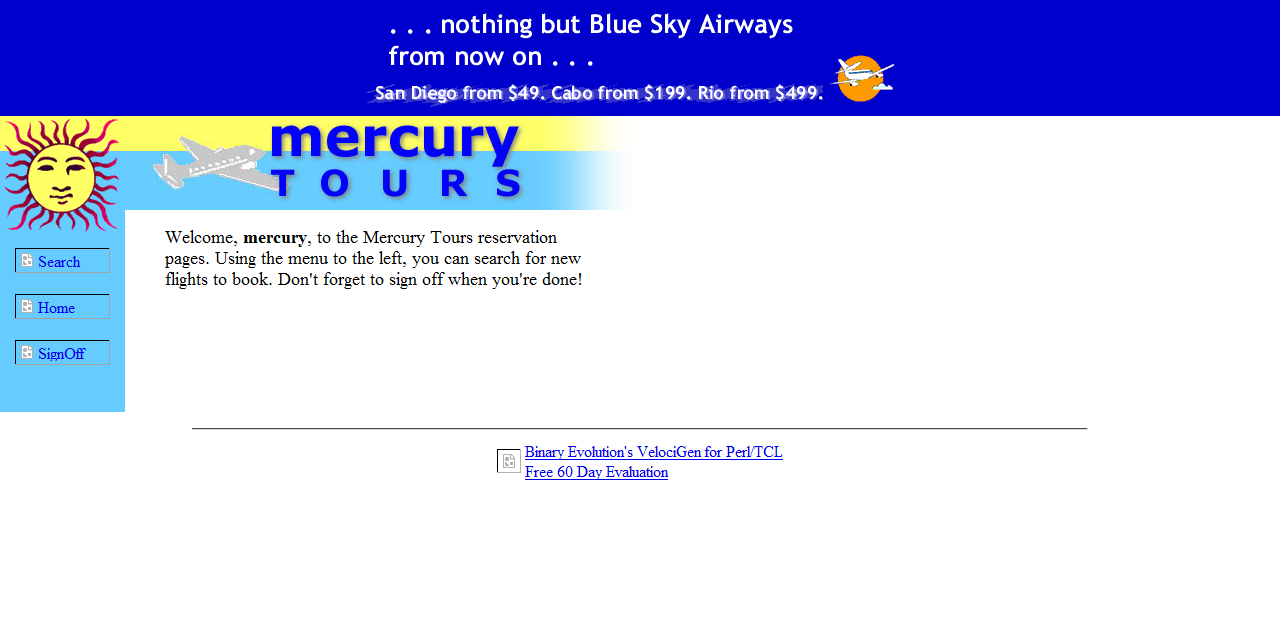 . . . nothing but Blue Sky Airways
from now on . . .
San Diego from $49. Cabo from $199. Rio from $499.
mercury
TOURS
Welcome, mercury, to the Mercury Tours reservation
pages. Using the menu to the left, you can search for new
flights to book. Don't forget to sign off when you're done!
Search
Home
SignOff
Binary Evolution's VelociGen for Perl/TCL
Free 60 Day Evaluation